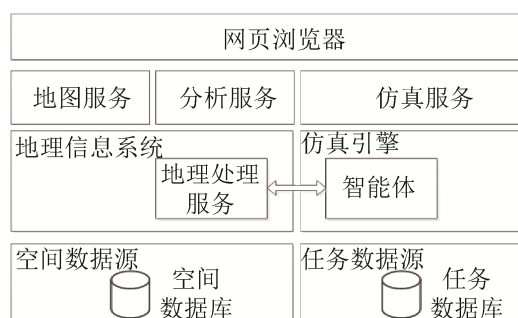 网页浏览器
地图服务
分析服务
仿真服务
地理信息系统
地理处理
服务
仿真引擎
智能体
空间数据源
空间
数据库
任务数据源
任务
数据库